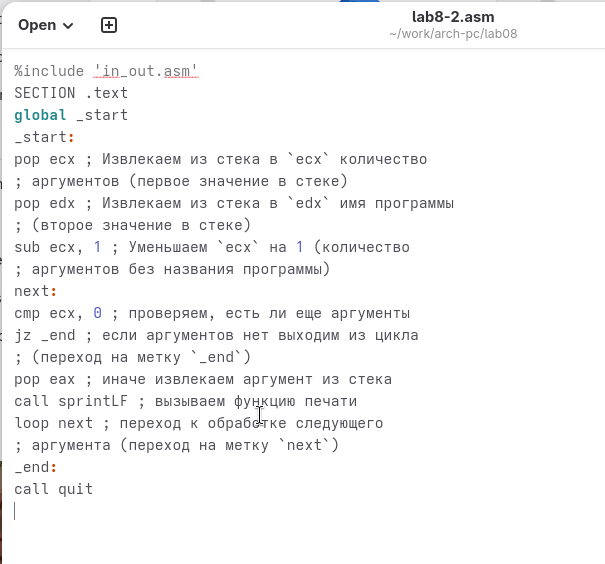 Open
lab8-2.asm
~/work/arch-pc/lab08
%include 'in_out.asm'
SECTION .text
global _start
_start:
pop ecx ; Извлекаем из стека в `ecx` количество
; аргументов (первое значение в стеке)
pop edx ; Извлекаем из стека в `edx` имя программы
; (второе значение в стеке)
sub ecx, 1 ; Уменьшаем `ecx` на 1 (количество
; аргументов без названия программы)
next:
cmp ecx, 0 ; проверяем, есть ли еще аргументы
jz _end ; если аргументов нет выходим из цикла
; (переход на метку `_end`)
pop eax ; иначе извлекаем аргумент из стека
call sprintLF ; вызываем функцию печати
loop next ; переход к обработке следующего
; аргумента (переход на метку `next`)
_end:
call quit